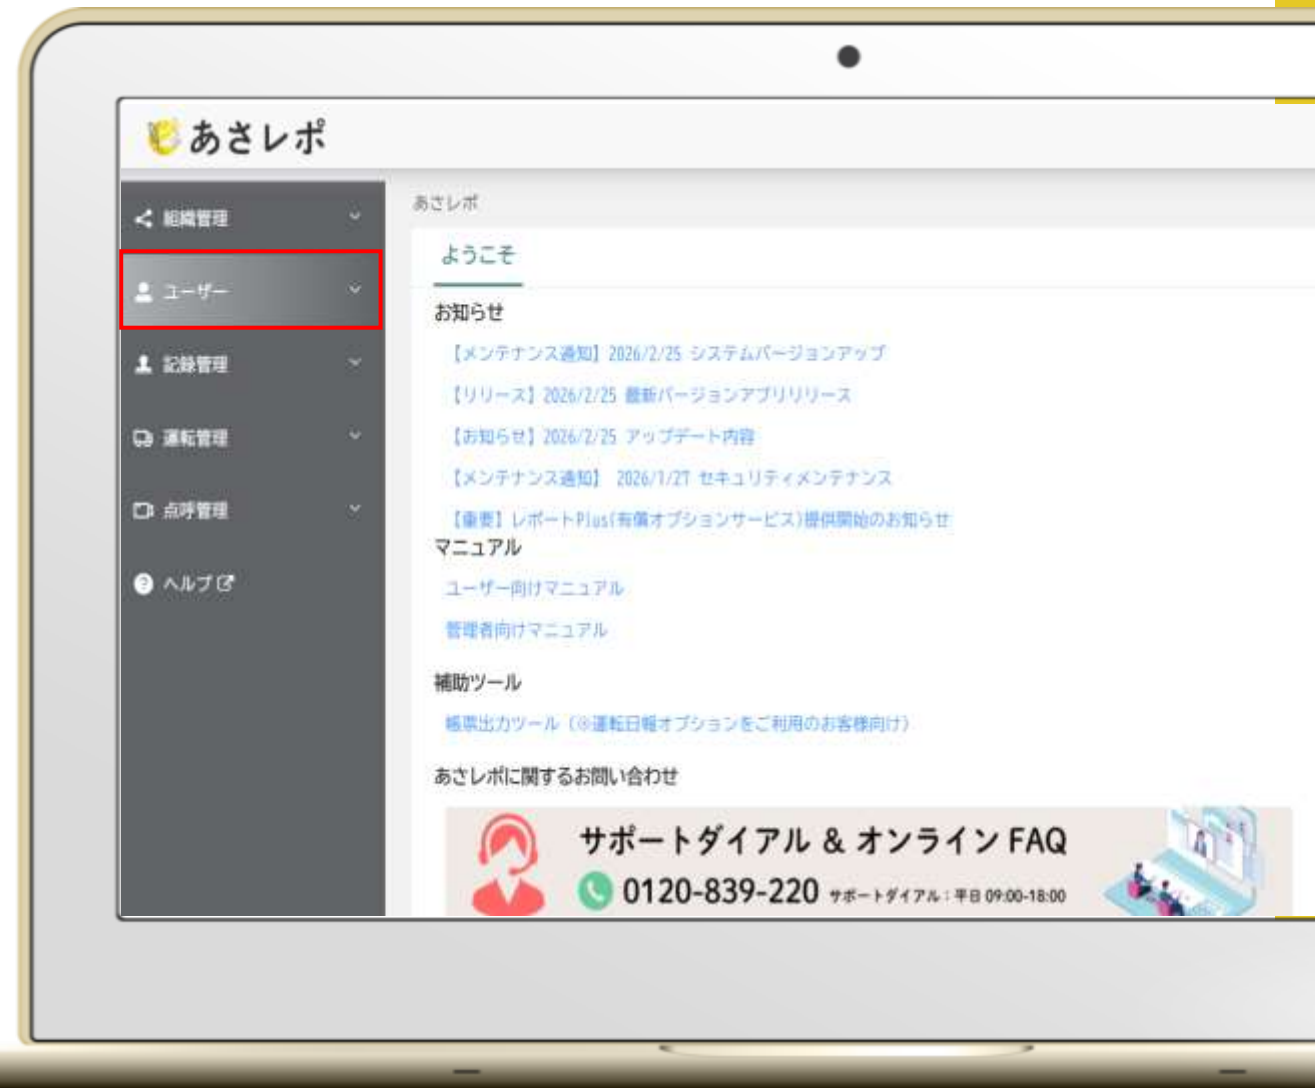 あさレポ
組織管理
ユーザー
記録管理
運転管理
点呼管理
ヘルプ
あさレポ
ようこそ
お知らせ
【メンテナンス通知】2026/2/25 システムバージョンアップ
【リリース】2026/2/25 最新バージョンアプリリリース
【お知らせ】2026/2/25 アップデート内容
【メンテナンス通知】 2026/1/27 セキュリティメンテナンス
【重要】レポートPlus(有償オプションサービス)提供開始のお知らせ
マニュアル
ユーザー向けマニュアル
管理者向けマニュアル
補助ツール
帳票出力ツール（※運転日報オプションをご利用のお客様向け）
あさレポに関するお問い合わせ
サポートダイアル & オンライン FAQ
0120-839-220 サポートダイアル：平日 09:00-18:00